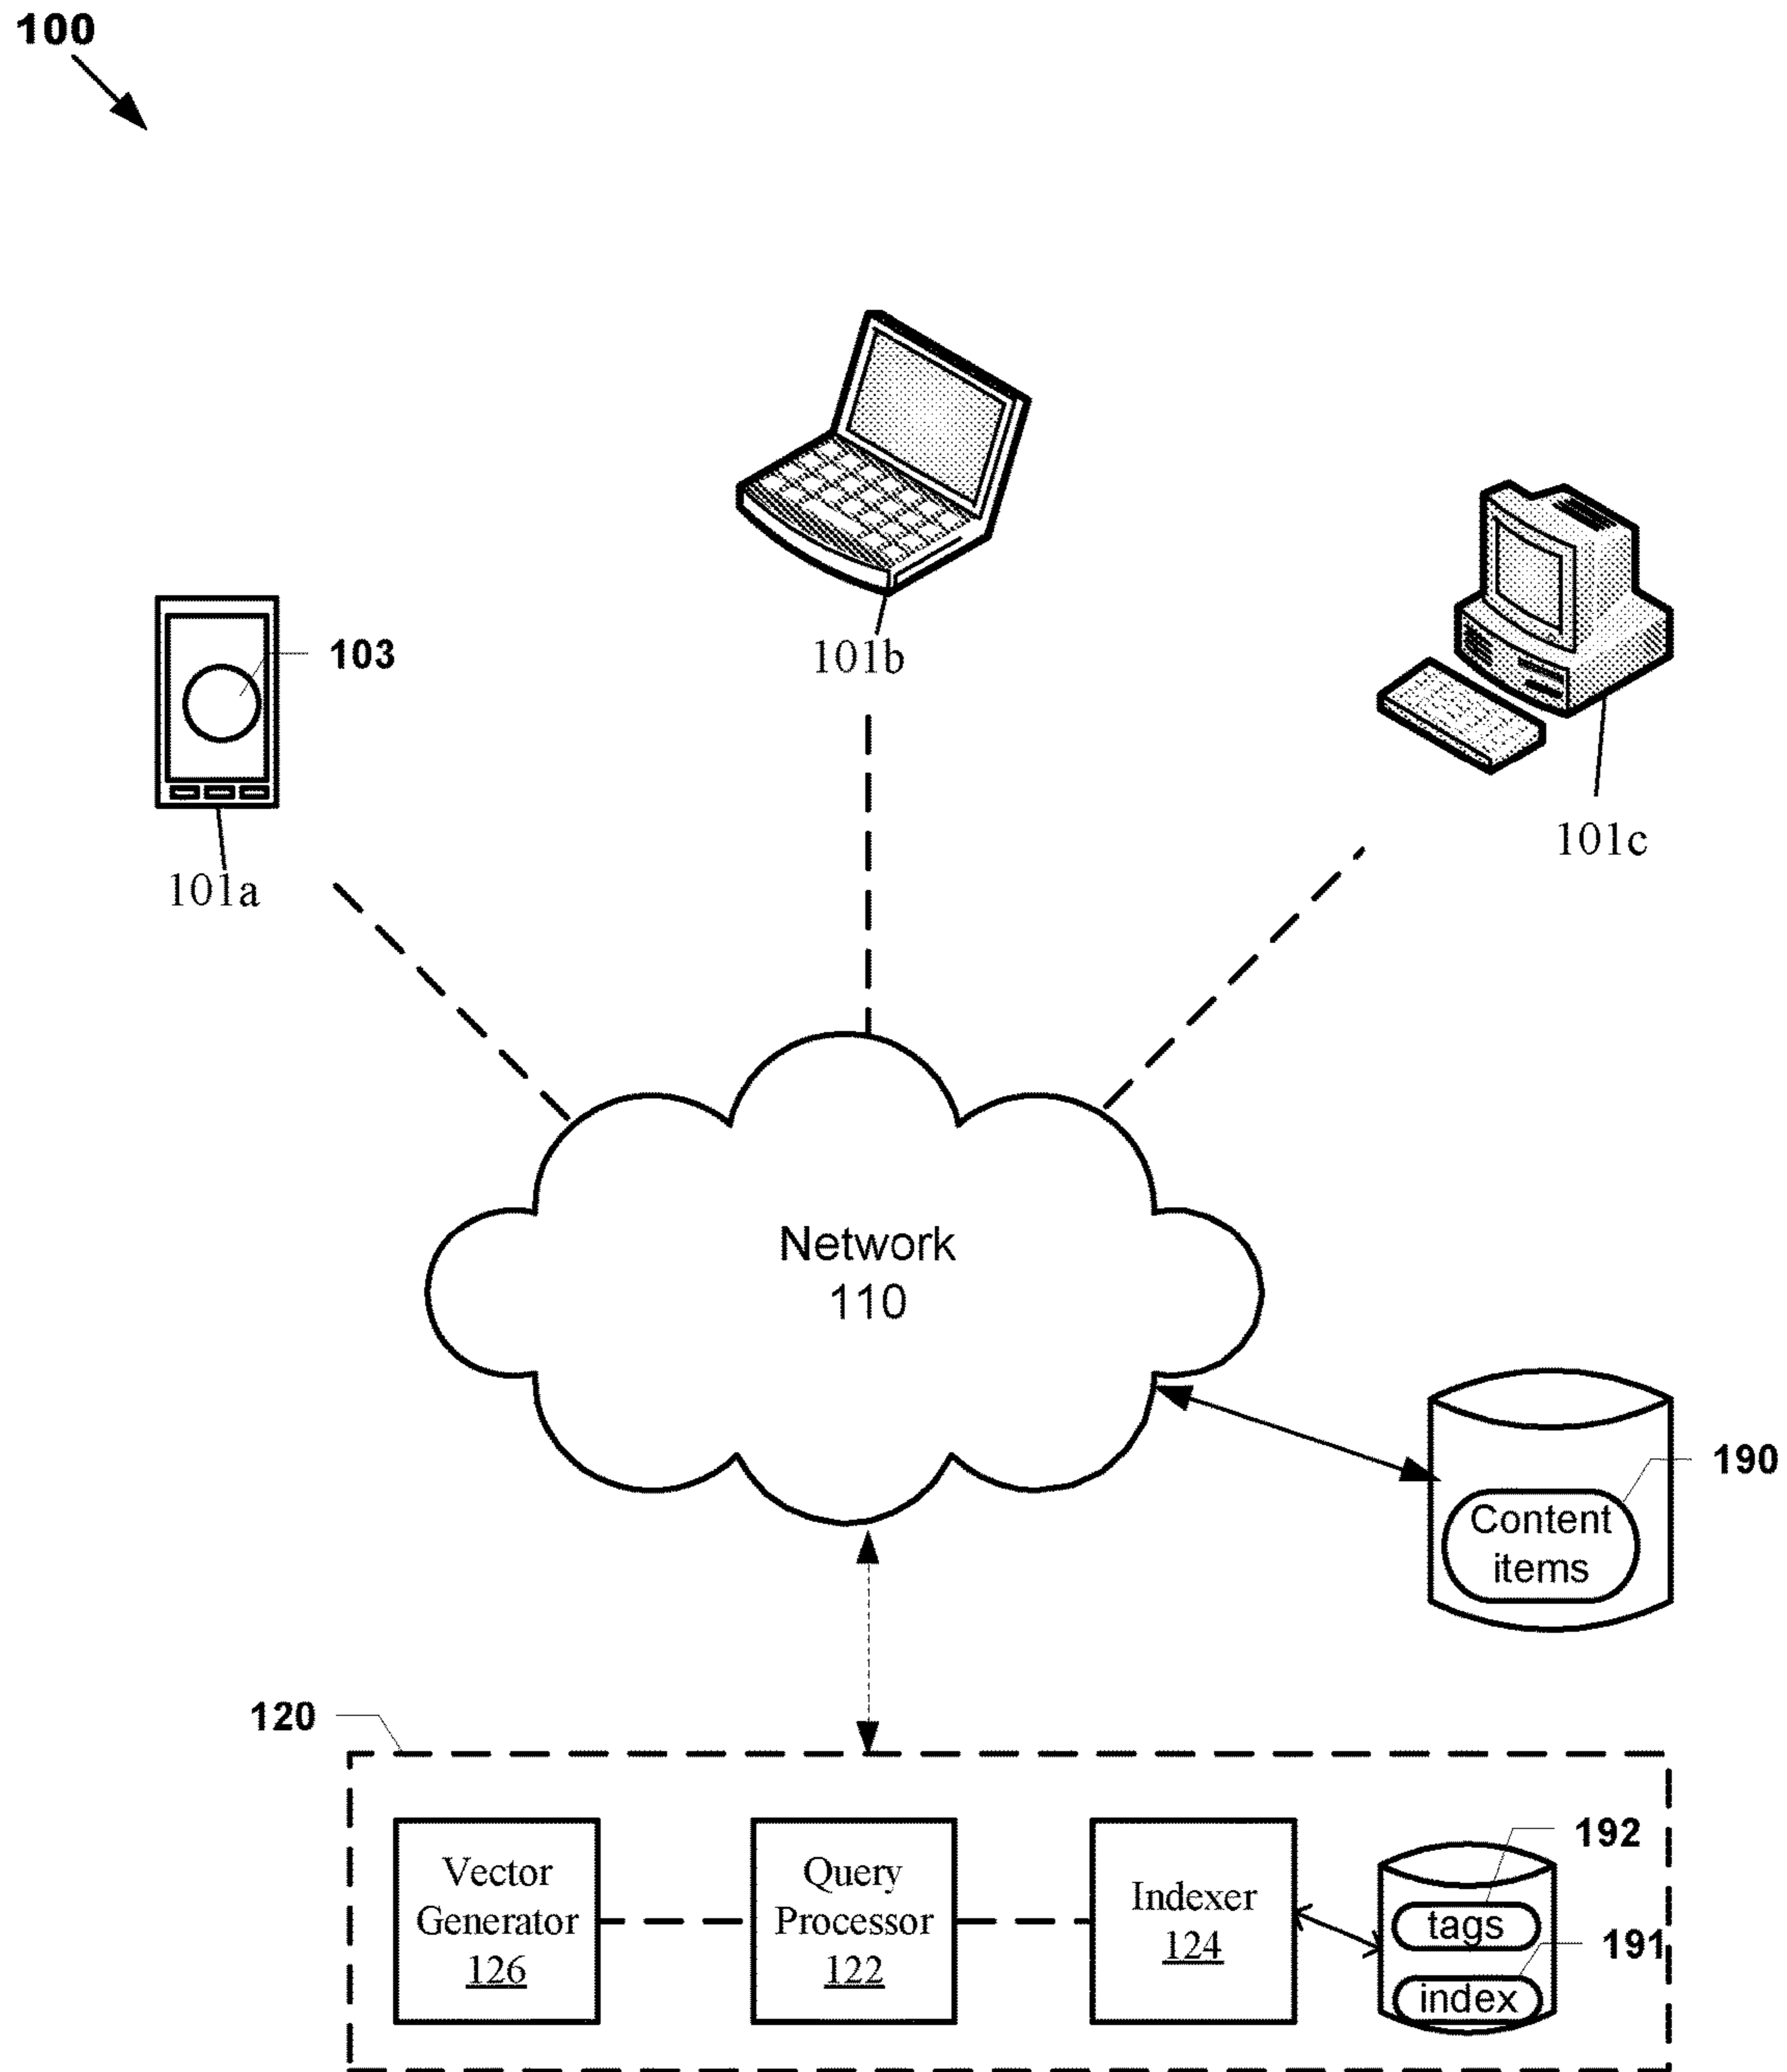 100
103
101b
101a
101c
Network
110
190
Content
items
120
Vector
Generator
126
Query
Processor
122
Indexer
124
192
tags
191
index